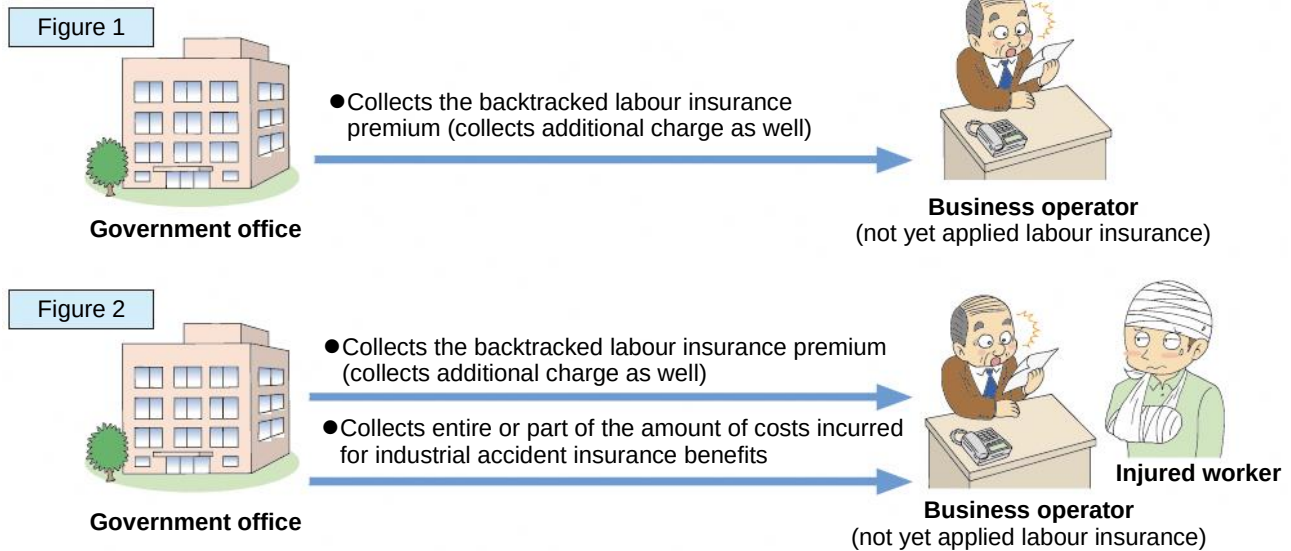 Figure 1
●Collects the backtracked labour insurance
premium (collects additional charge as well)
Government office
Business operator
(not yet applied labour insurance)
Figure 2
●Collects the backtracked labour insurance premium
(collects additional charge as well)
●Collects entire or part of the amount of costs incurred
for industrial accident insurance benefits
Injured worker
Government office
Business operator
(not yet applied labour insurance)